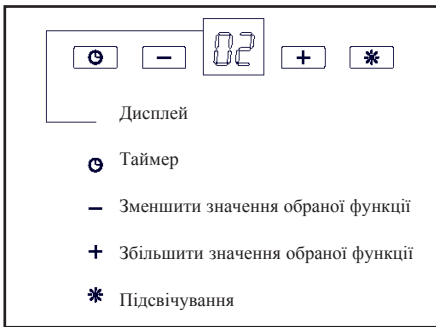 02
Дисплей
Таймер
– Зменшити значення обраної функції
+ Збільшити значення обраної функції
Підсвічування